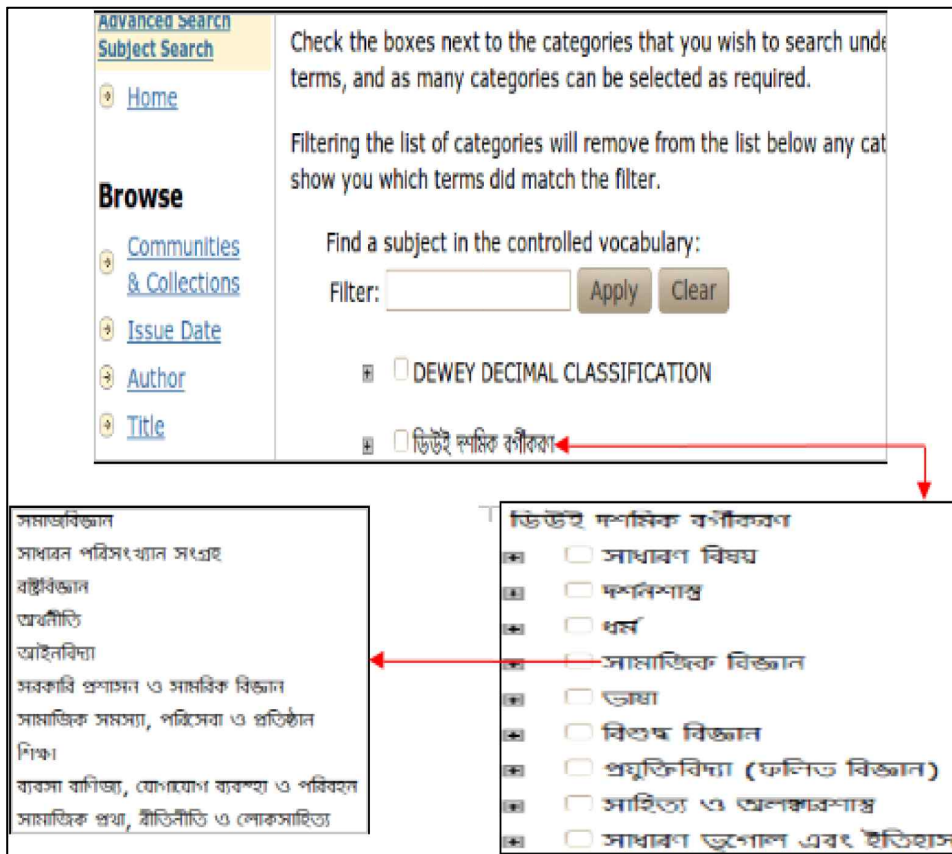 Advanced Search
Subject Search
Home
Browse
Communities
& Collections
Issue Date
Author
Title
Check the boxes next to the categories that you wish to search unde
terms, and as many categories can be selected as required.
Filtering the list of categories will remove from the list below any cat
show you which terms did match the filter.
Find a subject in the controlled vocabulary:
Filter: Apply Clear
DEWEY DECIMAL CLASSIFICATION
ডিউই দশমিক বর্গীকরণ
সমাজবিজ্ঞান
সাধারন পরিসংখ্যান সংগ্রহ
রাষ্ট্রবিজ্ঞান
অর্থনীতি
আইনবিদ্যা
সরকারি প্রশাসন ও সামরিক বিজ্ঞান
সামাজিক সমস্যা, পরিসেবা ও প্রতিষ্ঠান
শিক্ষা
ব্যবসা বাণিজ্য, যোগাযোগ ব্যবস্হা ও পরিবহন
সামাজিক প্রথা, রীতিনীতি ও লোকসাহিত্য
ডিউই দশমিক বর্গীকরণ
সাধারণ বিষয়
দর্শনশাস্ত্র
ধর্ম
সামাজিক বিজ্ঞান
ভাষা
বিশুদ্ধ বিজ্ঞান
প্রযুক্তিবিদ্যা (ফলিত বিজ্ঞান)
সাহিত্য ও অলঙ্কারশাস্ত্র
সাধারণ ভূগোল এবং ইতিহাস